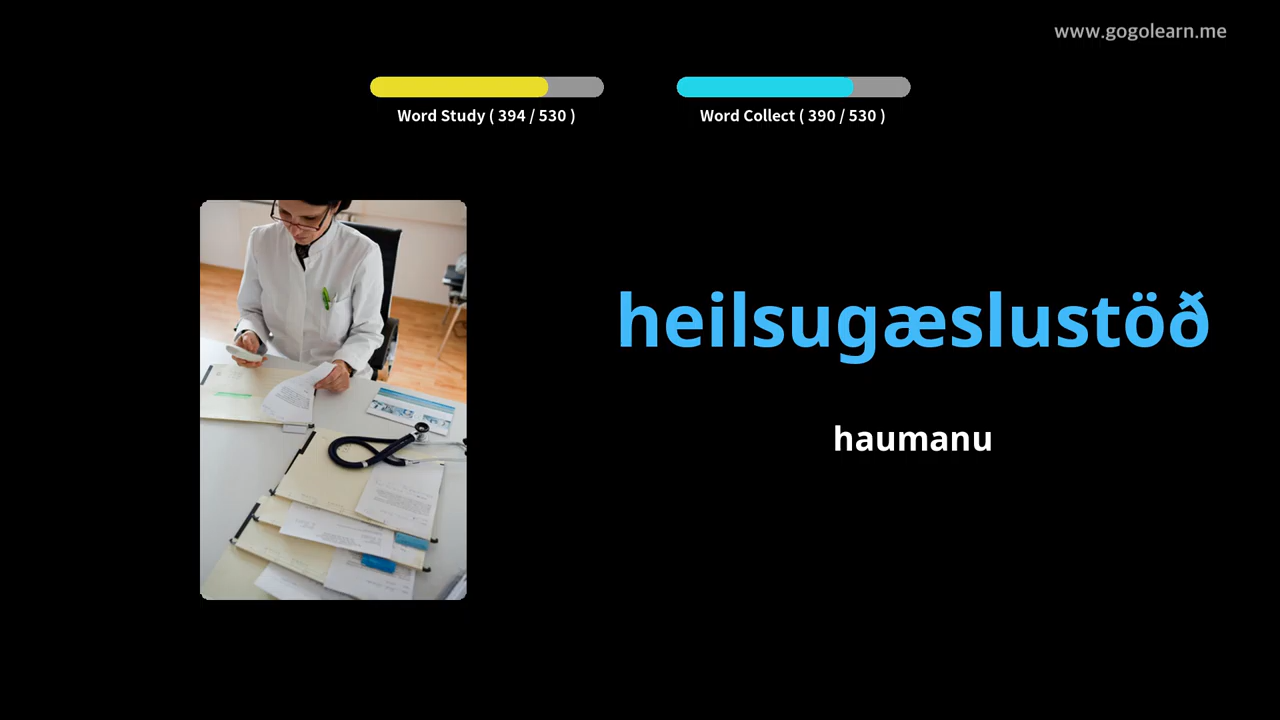 www.gogolearn.me
Word Study ( 394 / 530 )
Word Collect ( 390 / 530 )
heilsugæslustöð
haumanu